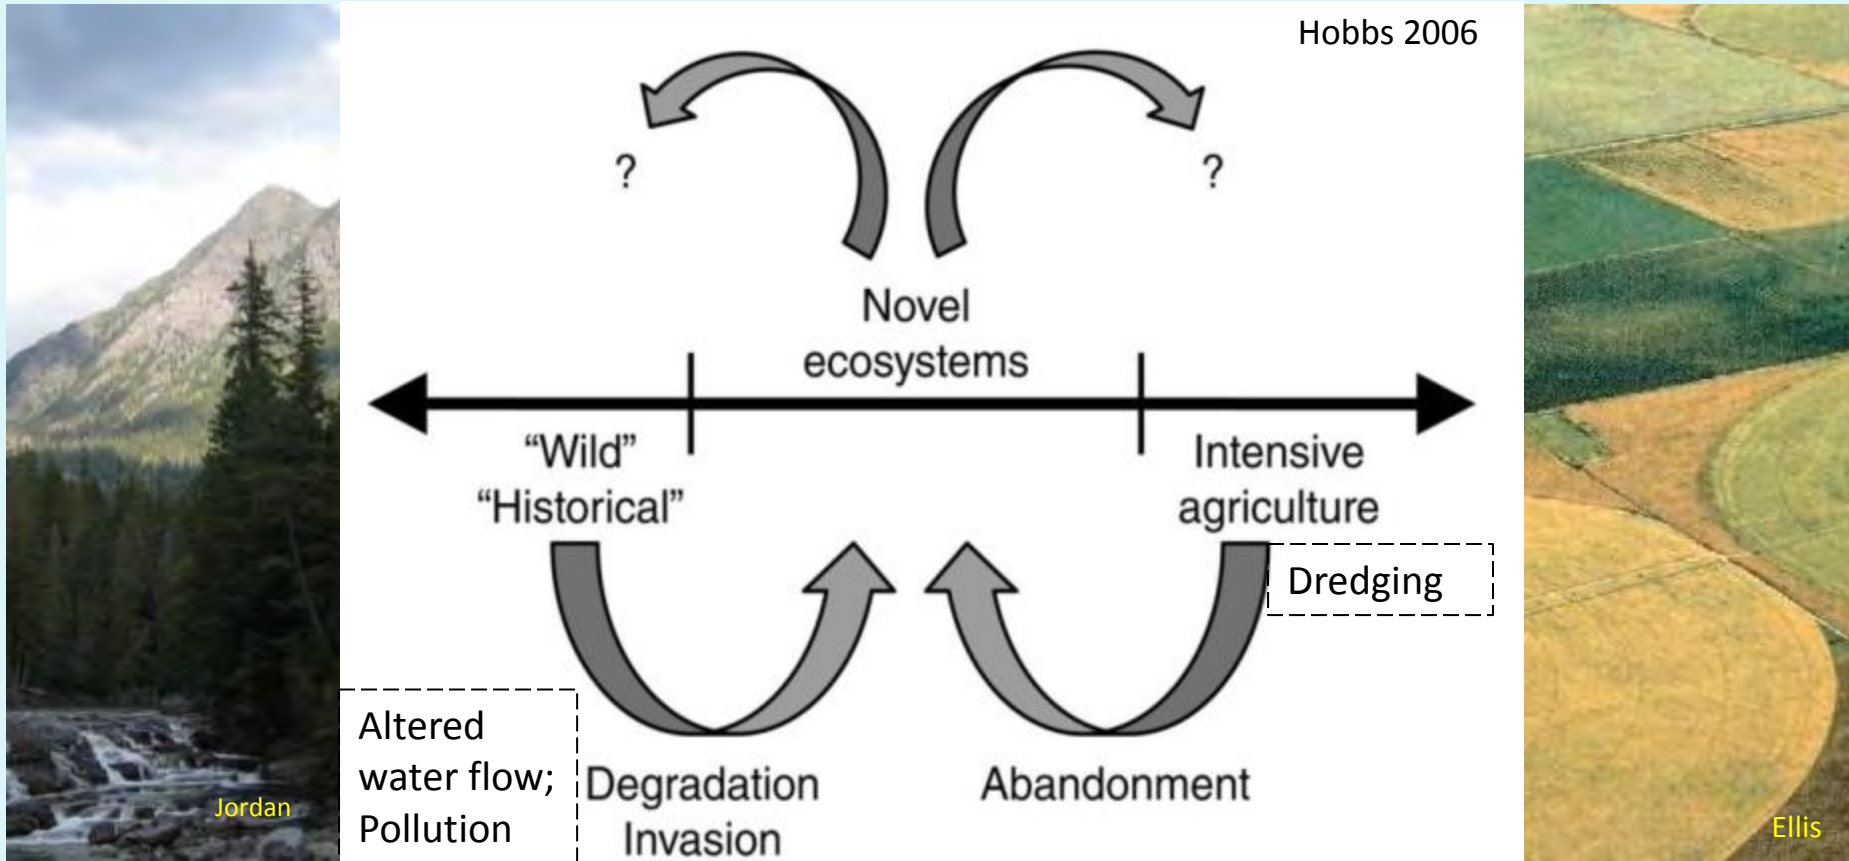 Hobbs 2006
?
?
Novel
ecosystems
“Wild”
“Historical”
Intensive
agriculture
Dredging
Altered
water flow;
Pollution
Degradation
Invasion
Abandonment
Jordan
Ellis